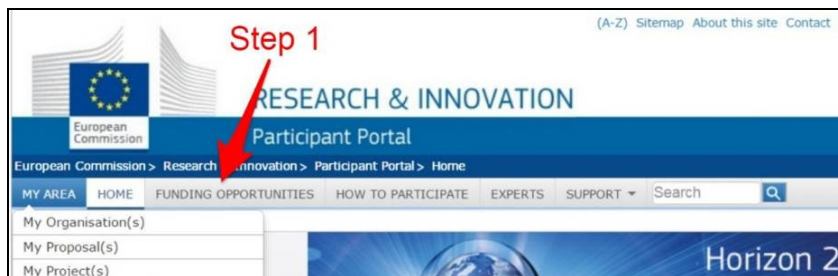 (A-Z) Sitemap About this site Contact
Step 1
RESEARCH & INNOVATION
European
Commission
Participant Portal
European Commission > Research Innovation > Participant Portal > Home
MY AREA HOME FUNDING OPPORTUNITIES HOW TO PARTICIPATE EXPERTS SUPPORT Search
My Organisation(s)
My Proposal(s)
My Project(s)
Horizon 2